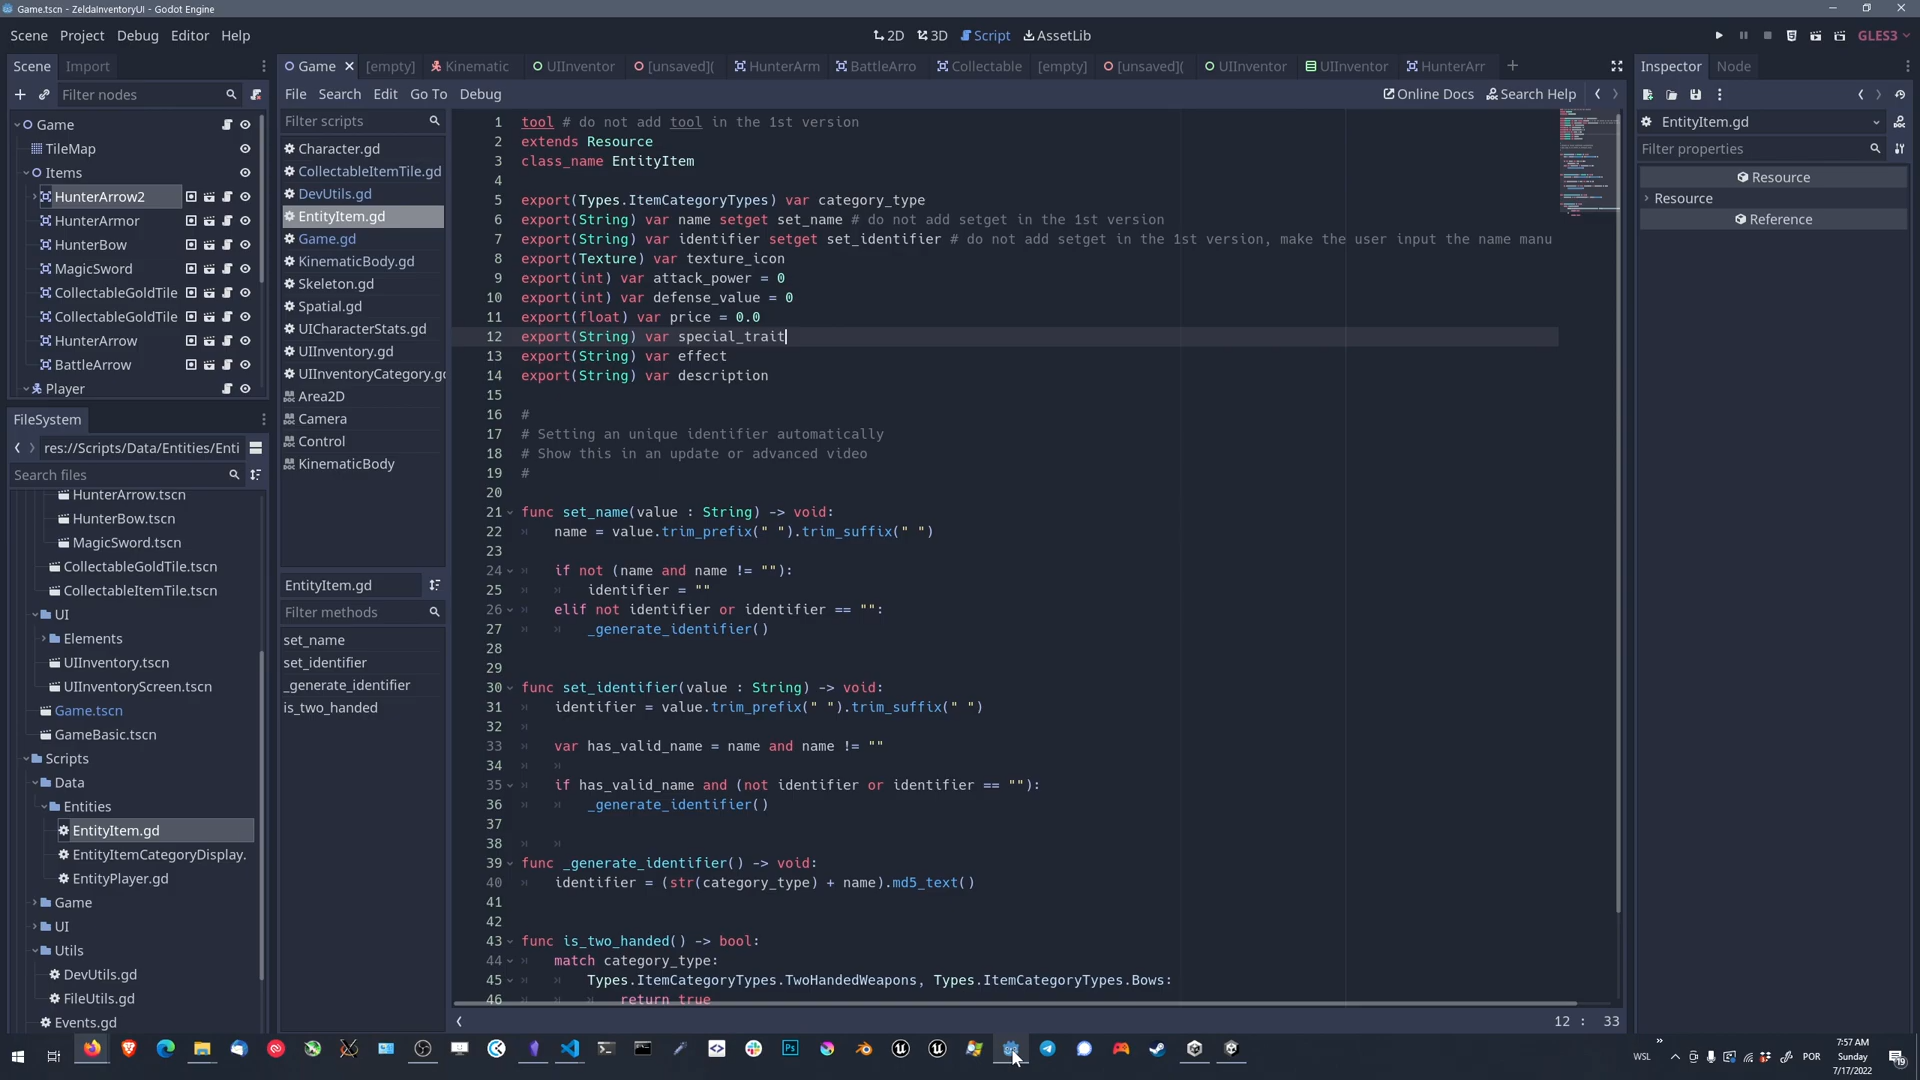 Game.tscn - ZeldaInventoryUI - Godot Engine
Scene Project Debug Editor Help
2D 3D Script AssetLib
GLES3
Scene Import
Filter nodes
Game
TileMap
Items
HunterArrow2
HunterArmor
HunterBow
MagicSword
CollectableGoldTile
CollectableGoldTile
HunterArrow
BattleArrow
Player
FileSystem
res://Scripts/Data/Entities/Enti
Search files
HunterArrow.tscn
HunterBow.tscn
MagicSword.tscn
CollectableGoldTile.tscn
CollectableItemTile.tscn
UI
Elements
UIInventory.tscn
UIInventoryScreen.tscn
Game.tscn
GameBasic.tscn
Scripts
Data
Entities
EntityItem.gd
EntityItemCategoryDisplay.
EntityPlayer.gd
Game
UI
Utils
DevUtils.gd
FileUtils.gd
Events.gd
Game [empty] Kinematic UIInventor [unsaved]( HunterArm BattleArro Collectable [empty] [unsaved]( UIInventor UIInventor HunterArr
File Search Edit Go To Debug
Online Docs Search Help
Filter scripts
Character.gd
CollectableItemTile.gd
DevUtils.gd
EntityItem.gd
Game.gd
KinematicBody.gd
Skeleton.gd
Spatial.gd
UICharacterStats.gd
UIInventory.gd
UIInventoryCategory.gd
Area2D
Camera
Control
KinematicBody
EntityItem.gd
Filter methods
set_name
set_identifier
_generate_identifier
is_two_handed
1 tool # do not add tool in the 1st version
2 extends Resource
3 class_name EntityItem
4
5 export(Types.ItemCategoryTypes) var category_type
6 export(String) var name setget set_name # do not add setget in the 1st version
7 export(String) var identifier setget set_identifier # do not add setget in the 1st version, make the user input the name manu
8 export(Texture) var texture_icon
9 export(int) var attack_power = 0
10 export(int) var defense_value = 0
11 export(float) var price = 0.0
12 export(String) var special_trait
13 export(String) var effect
14 export(String) var description
15
16 #
17 # Setting an unique identifier automatically
18 # Show this in an update or advanced video
19 #
20
21 func set_name(value : String) -> void:
22 name = value.trim_prefix(" ").trim_suffix(" ")
23
24 if not (name and name != ""):
25 identifier = ""
26 elif not identifier or identifier == "":
27 _generate_identifier()
28
29
30 func set_identifier(value : String) -> void:
31 identifier = value.trim_prefix(" ").trim_suffix(" ")
32
33 var has_valid_name = name and name != ""
34
35 if has_valid_name and (not identifier or identifier == ""):
36 _generate_identifier()
37
38
39 func _generate_identifier() -> void:
40 identifier = (str(category_type) + name).md5_text()
41
42
43 func is_two_handed() -> bool:
44 match category_type:
45 Types.ItemCategoryTypes.TwoHandedWeapons, Types.ItemCategoryTypes.Bows:
46 return true
12 : 33
Inspector Node
EntityItem.gd
Filter properties
Resource
Resource
Reference
WSL
POR
7:57 AM
Sunday
7/17/2022
19